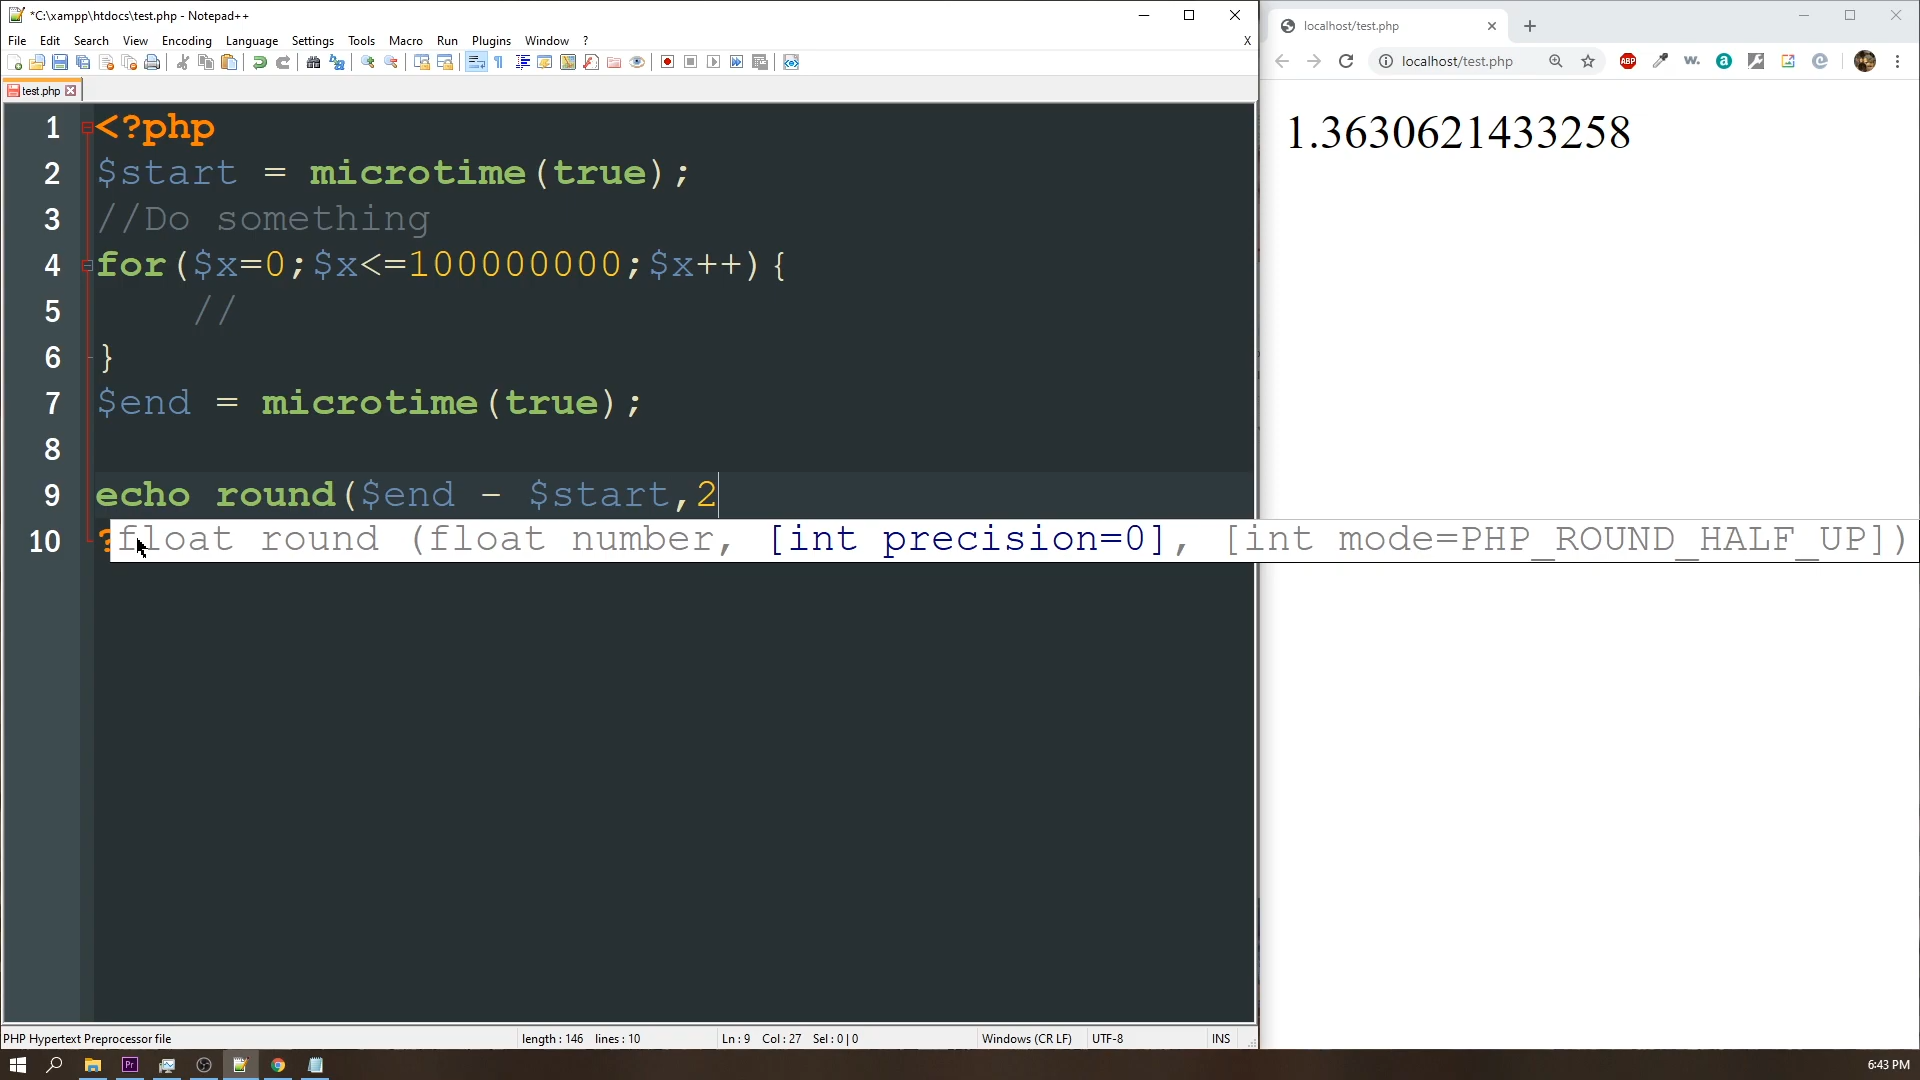 *C:\xampp\htdocs\test.php - Notepad++
File Edit Search View Encoding Language Settings Tools Macro Run Plugins Window ? X
test.php
1 <?php
2 $start = microtime(true);
3 //Do something
4 for($x=0;$x<=100000000;$x++){
5 //
6 }
7 $end = microtime(true);
8
9 echo round($end - $start,2
10 ?
float round (float number, [int precision=0], [int mode=PHP_ROUND_HALF_UP])
PHP Hypertext Preprocessor file length : 146 lines : 10 Ln : 9 Col : 27 Sel : 0 | 0 Windows (CR LF) UTF-8 INS
localhost/test.php
localhost/test.php ABP w. a
1.3630621433258
Pr
6:43 PM